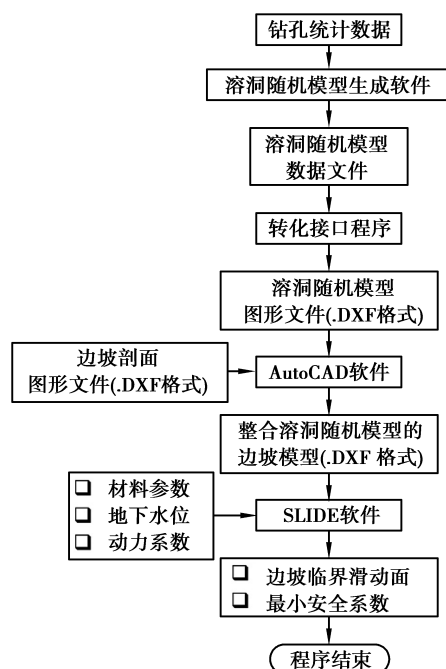 钻孔统计数据
溶洞随机模型生成软件
溶洞随机模型
数据文件
转化接口程序
溶洞随机模型
图形文件(.DXF格式)
边坡剖面
图形文件(.DXF格式)
AutoCAD软件
整合溶洞随机模型的
边坡模型(.DXF 格式)
❑ 材料参数
❑ 地下水位
❑ 动力系数
SLIDE软件
❑ 边坡临界滑动面
❑ 最小安全系数
程序结束